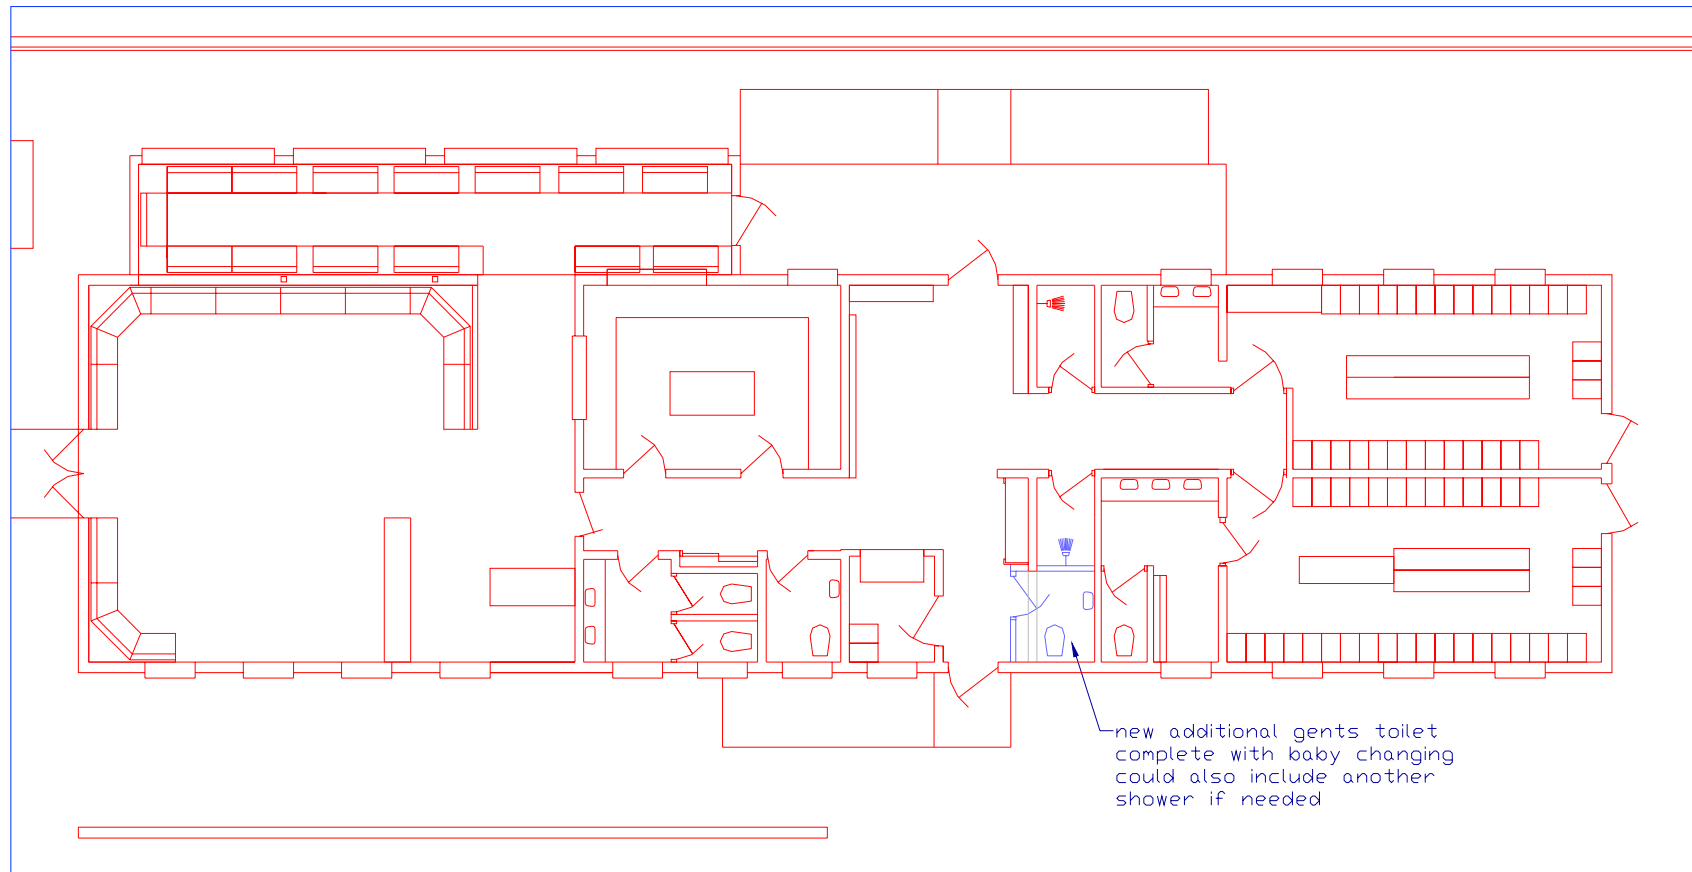 new additional gents toilet
complete with baby changing
could also include another
shower if needed